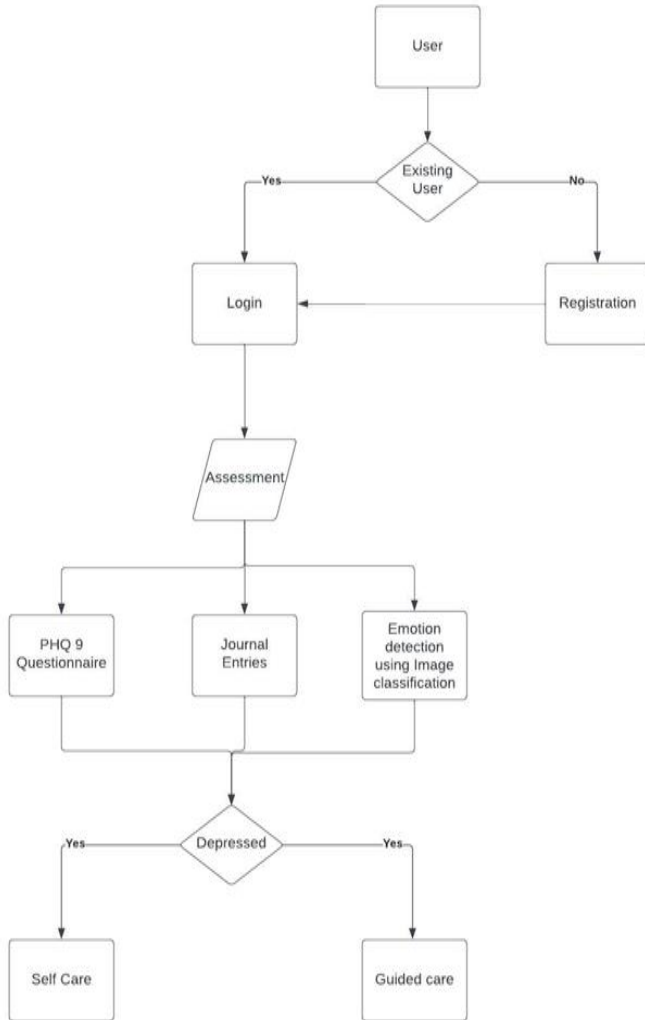 User
Existing
User
Yes
No
Login
Registration
Assessment
PHQ 9
Questionnaire
Journal
Entries
Emotion
detection
using Image
classification
Depressed
Yes
Yes
Self Care
Guided care